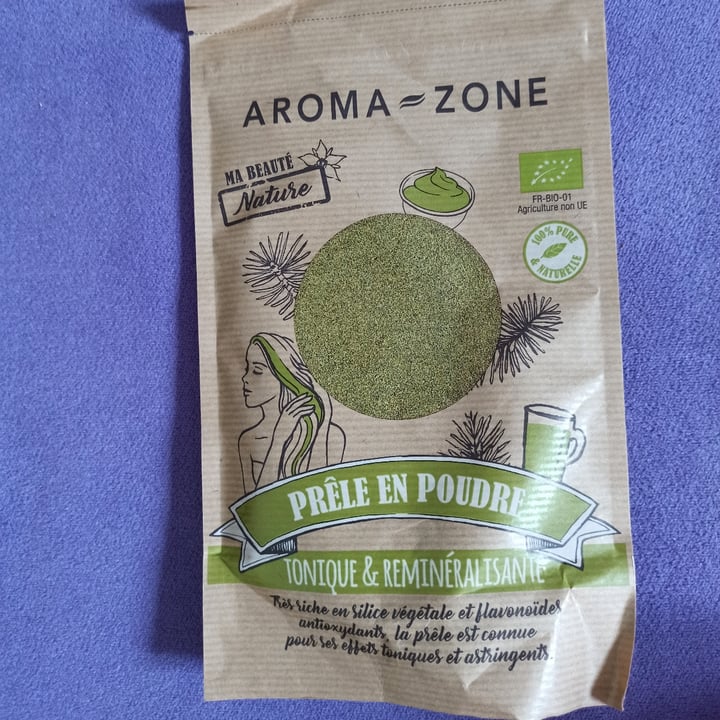 AROMA ZONE
MA BEAUTÉ
Nature
FR-BIO-01
Agriculture non UE
100% PURE
& NATURELLE
PRÊLE EN POUDRE
TONIQUE & REMINÉRALISANTE
Très riche en silice végétale et flavonoïdes
antioxydants, la prêle est connue
pour ses effets toniques et astringents.